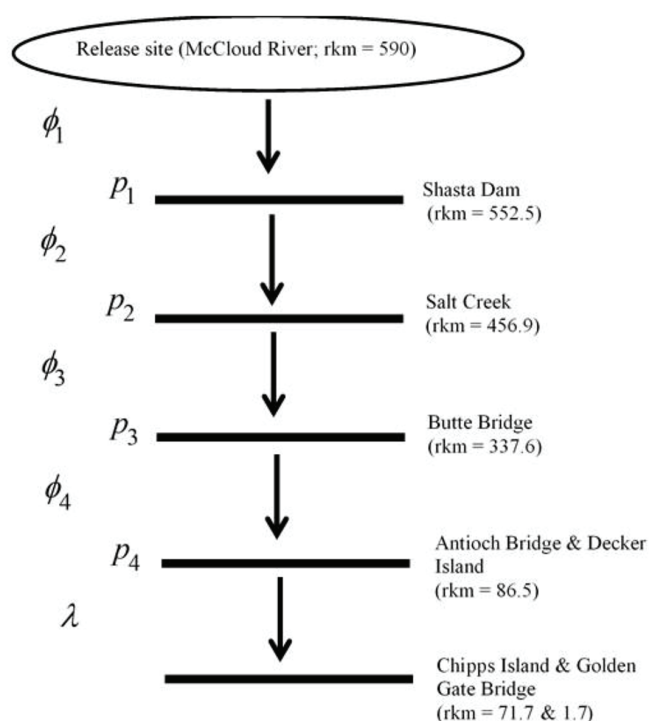 Release site (McCloud River; rkm = 590)
ϕ1
p1
Shasta Dam
(rkm = 552.5)
ϕ2
p2
Salt Creek
(rkm = 456.9)
ϕ3
p3
Butte Bridge
(rkm = 337.6)
ϕ4
p4
Antioch Bridge & Decker
Island
(rkm = 86.5)
λ
Chipps Island & Golden
Gate Bridge
(rkm = 71.7 & 1.7)